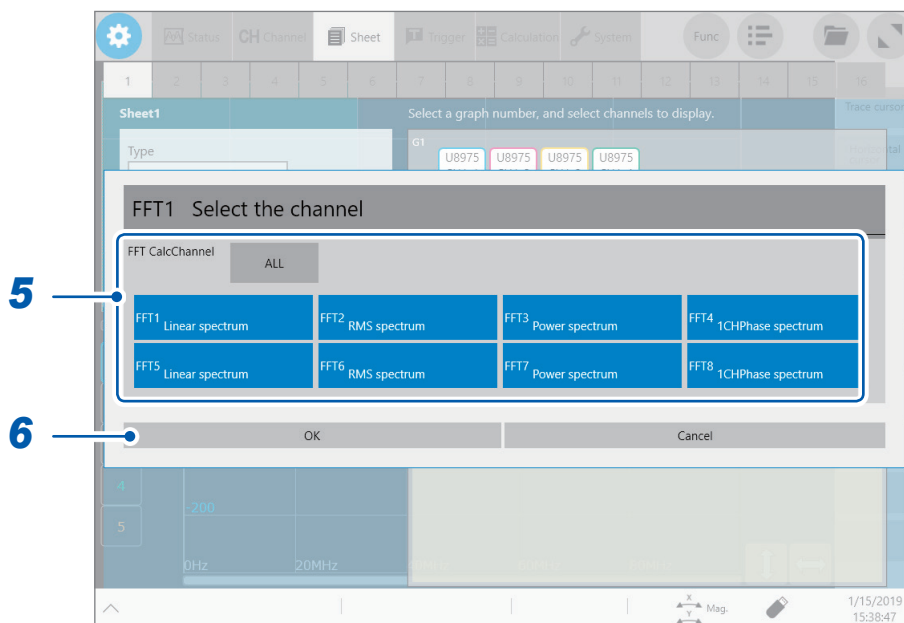 Status CH Channel Sheet Trigger Calculation System Func
1 2 3 4 5 6 7 8 9 10 11 12 13 14 15 16
Sheet1
Select a graph number, and select channels to display.
Trace cursor
Type
G1
U8975 U8975 U8975 U8975
FFT1 Select the channel
FFT CalcChannel
ALL
5
FFT1 Linear spectrum
FFT2 RMS spectrum
FFT3 Power spectrum
FFT4 1CHPhase spectrum
FFT5 Linear spectrum
FFT6 RMS spectrum
FFT7 Power spectrum
FFT8 1CHPhase spectrum
6
OK
Cancel
4
-200
5
0Hz 20MHz
X
Y
Mag.
1/15/2019
15:38:47